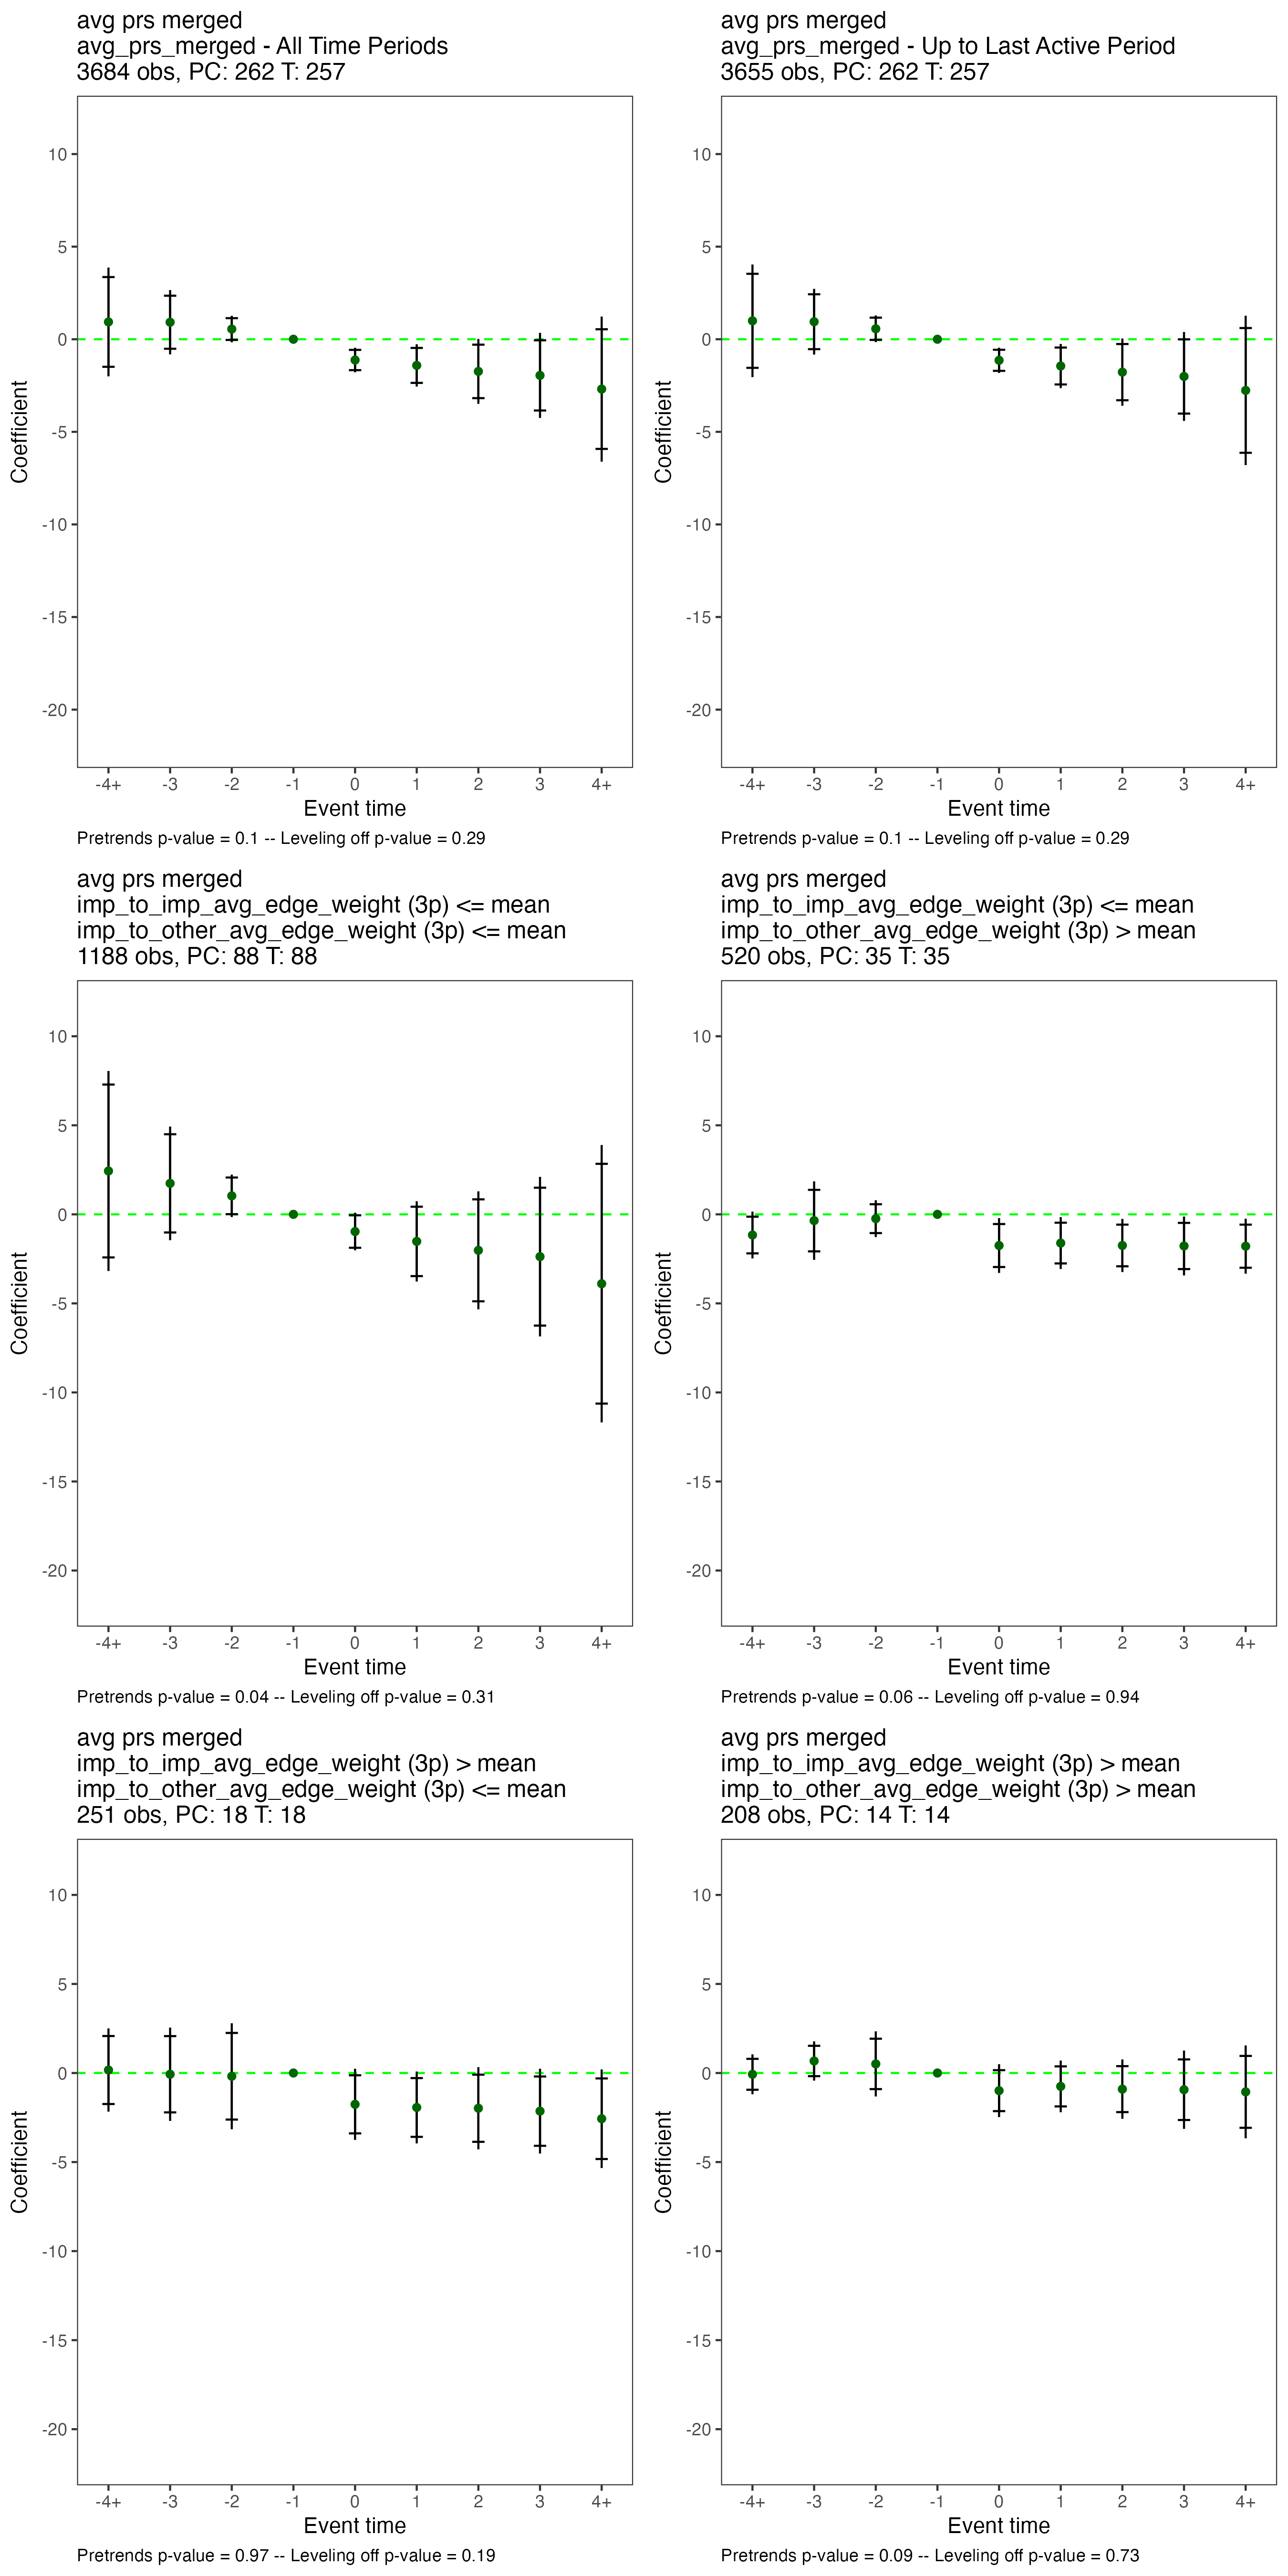 avg prs merged
avg_prs_merged - All Time Periods
3684 obs, PC: 262 T: 257
10
5
0
-5
-10
-15
-20
Coefficient
-4+ -3 -2 -1 0 1 2 3 4+
Event time
Pretrends p-value = 0.1 -- Leveling off p-value = 0.29
avg prs merged
avg_prs_merged - Up to Last Active Period
3655 obs, PC: 262 T: 257
10
5
0
-5
-10
-15
-20
Coefficient
-4+ -3 -2 -1 0 1 2 3 4+
Event time
Pretrends p-value = 0.1 -- Leveling off p-value = 0.29
avg prs merged
imp_to_imp_avg_edge_weight (3p) <= mean
imp_to_other_avg_edge_weight (3p) <= mean
1188 obs, PC: 88 T: 88
10
5
0
-5
-10
-15
-20
Coefficient
-4+ -3 -2 -1 0 1 2 3 4+
Event time
Pretrends p-value = 0.04 -- Leveling off p-value = 0.31
avg prs merged
imp_to_imp_avg_edge_weight (3p) <= mean
imp_to_other_avg_edge_weight (3p) > mean
520 obs, PC: 35 T: 35
10
5
0
-5
-10
-15
-20
Coefficient
-4+ -3 -2 -1 0 1 2 3 4+
Event time
Pretrends p-value = 0.06 -- Leveling off p-value = 0.94
avg prs merged
imp_to_imp_avg_edge_weight (3p) > mean
imp_to_other_avg_edge_weight (3p) <= mean
251 obs, PC: 18 T: 18
10
5
0
-5
-10
-15
-20
Coefficient
-4+ -3 -2 -1 0 1 2 3 4+
Event time
Pretrends p-value = 0.97 -- Leveling off p-value = 0.19
avg prs merged
imp_to_imp_avg_edge_weight (3p) > mean
imp_to_other_avg_edge_weight (3p) > mean
208 obs, PC: 14 T: 14
10
5
0
-5
-10
-15
-20
Coefficient
-4+ -3 -2 -1 0 1 2 3 4+
Event time
Pretrends p-value = 0.09 -- Leveling off p-value = 0.73